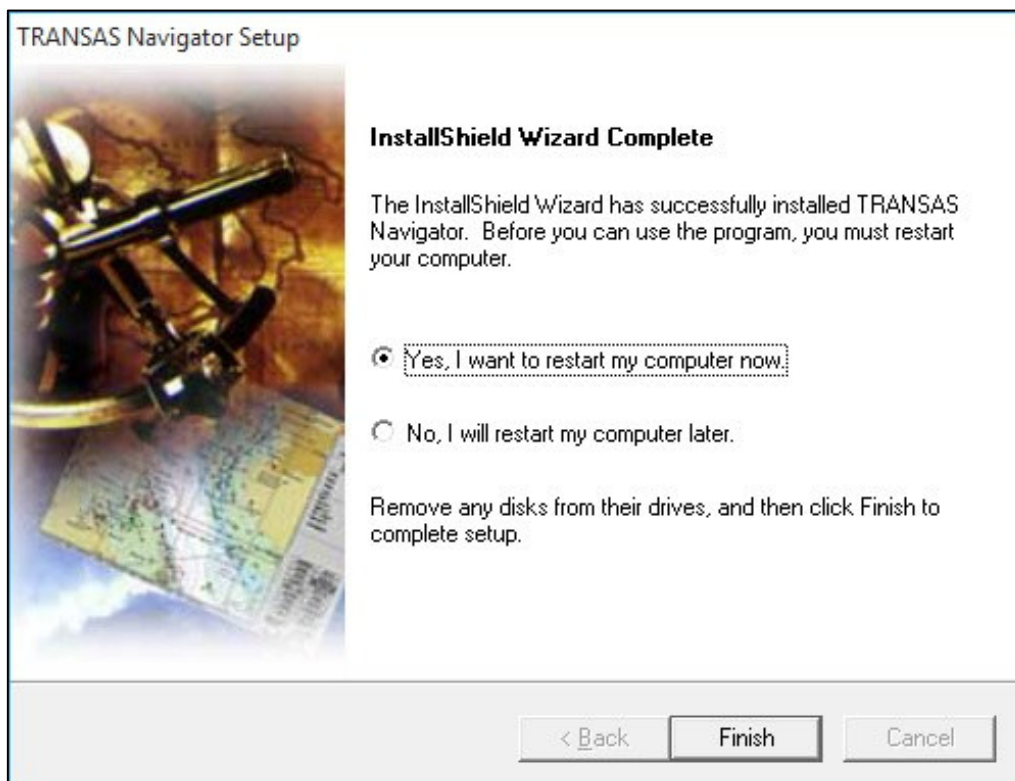 TRANSAS Navigator Setup
InstallShield Wizard Complete
The InstallShield Wizard has successfully installed TRANSAS
Navigator.  Before you can use the program, you must restart
your computer.
Yes, I want to restart my computer now.
No, I will restart my computer later.
Remove any disks from their drives, and then click Finish to
complete setup.
< Back
Finish
Cancel